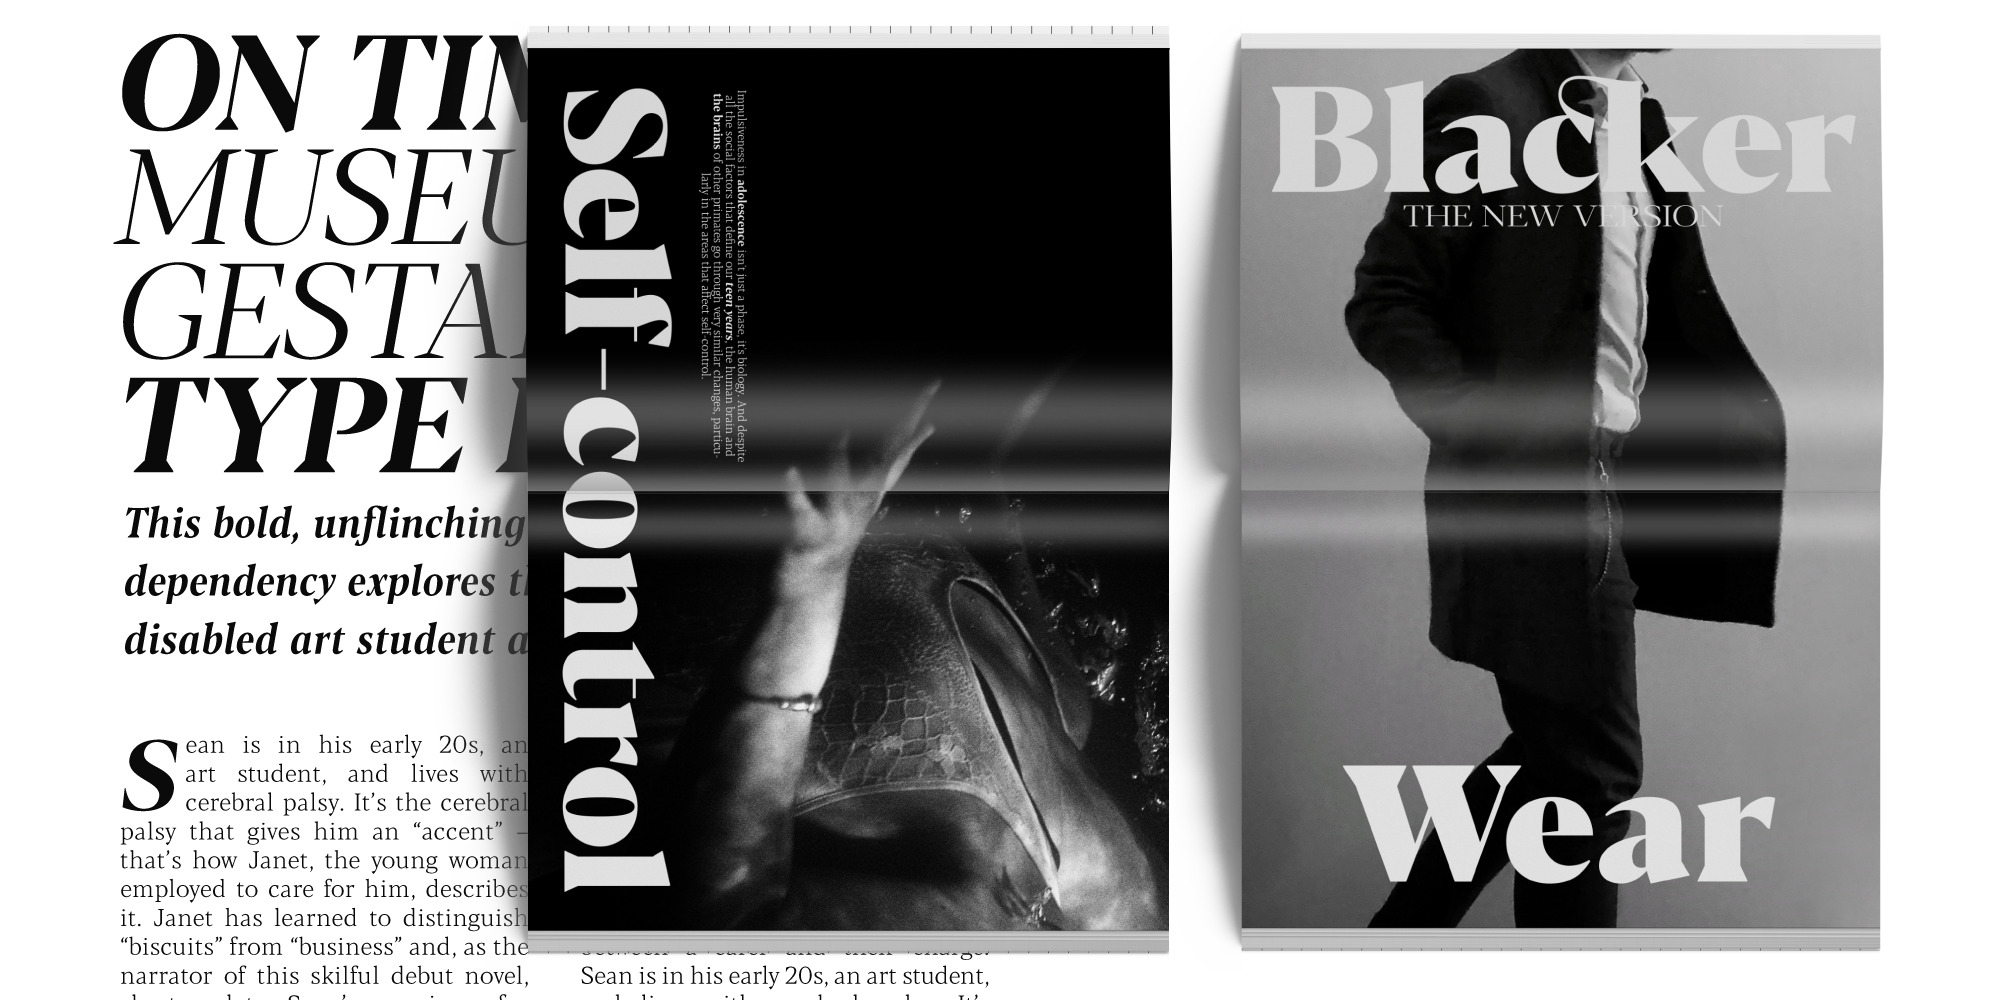 ON TIM
MUSEU
GESTA
TYPE
This bold, unflinching
dependency explores t
disabled art student a
Sean is in his early 20s, an
art student, and lives with
cerebral palsy. It’s the cerebral
palsy that gives him an “accent” –
that’s how Janet, the young woman
employed to care for him, describes
it. Janet has learned to distinguish
“biscuits” from “business” and, as the
narrator of this skilful debut novel,
between a carer and their charge.
Sean is in his early 20s, an art student,
Self-control
Impulsiveness in adolescence isn't just a phase, it's biology. And despite
all the social factors that define our teen years, the human brain and
the brains of other primates go through very similar changes, particu-
larly in the areas that affect self-control.
Blacker
THE NEW VERSION
Wear